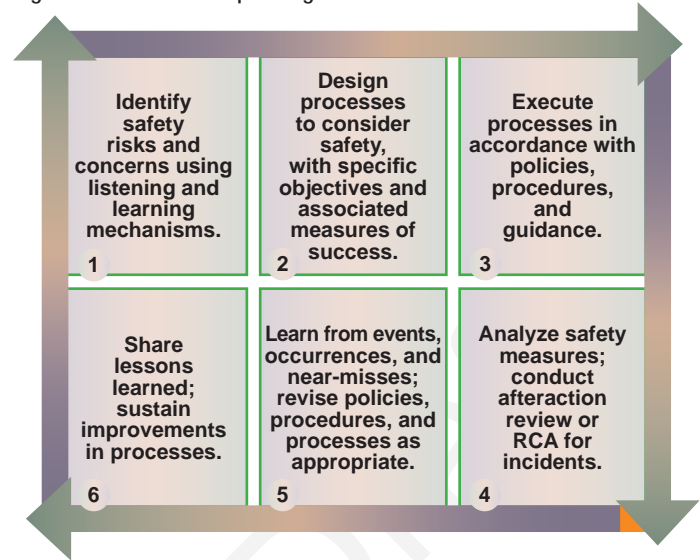 Identify
safety
risks and
concerns using
listening and
learning
mechanisms.
1
Design
processes
to consider
safety,
with specific
objectives and
associated
measures of
success.
2
Execute
processes in
accordance with
policies,
procedures,
and
guidance.
3
Analyze safety
measures;
conduct
afteraction
review or
RCA for
incidents.
4
Learn from events,
occurrences, and
near-misses;
revise policies,
procedures, and
processes as
appropriate.
5
Share
lessons
learned;
sustain
improvements
in processes.
6